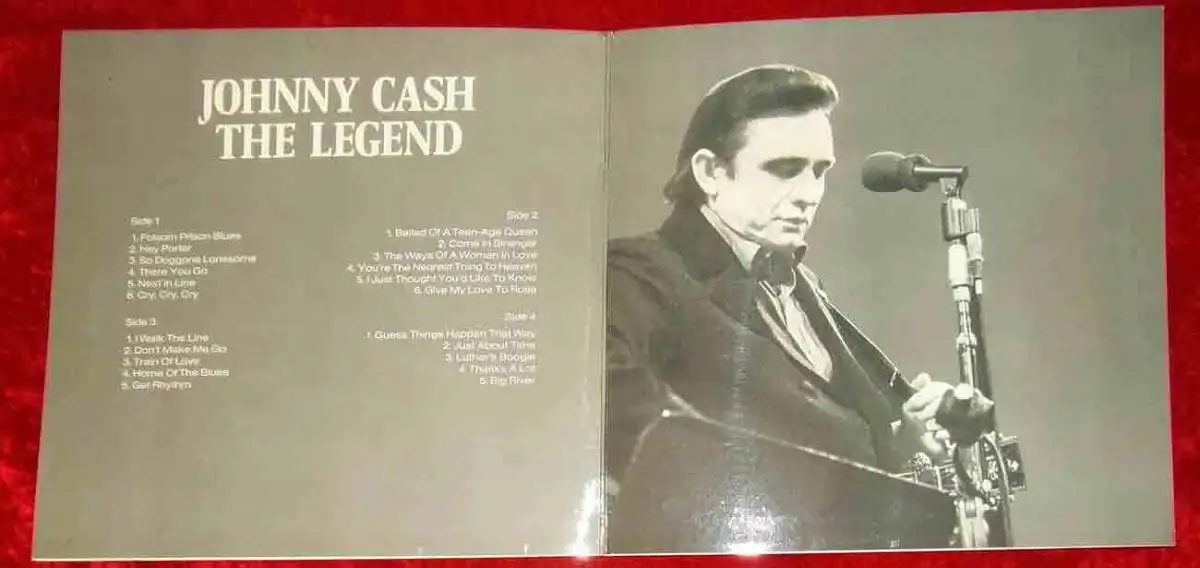 JOHNNY CASH
THE LEGEND
Side 1
1. Folsom Prison Blues
2. Hey Porter
3. So Doggone Lonesome
4. There You Go
5. Next in Line
6. Cry, Cry, Cry
Side 2
1. Ballad Of A Teen-Age Queen
2. Come In Stranger
3. The Ways Of A Woman In Love
4. You're The Nearest Thing To Heaven
5. I Just Thought You'd Like To Know
6. Give My Love To Rose
Side 3
1. I Walk The Line
2. Don't Make Me Go
3. Train Of Love
4. Home Of The Blues
5. Get Rhythm
Side 4
1. Guess Things Happen That Way
2. Just About Time
3. Luther's Boogie
4. Thanks A Lot
5. Big River